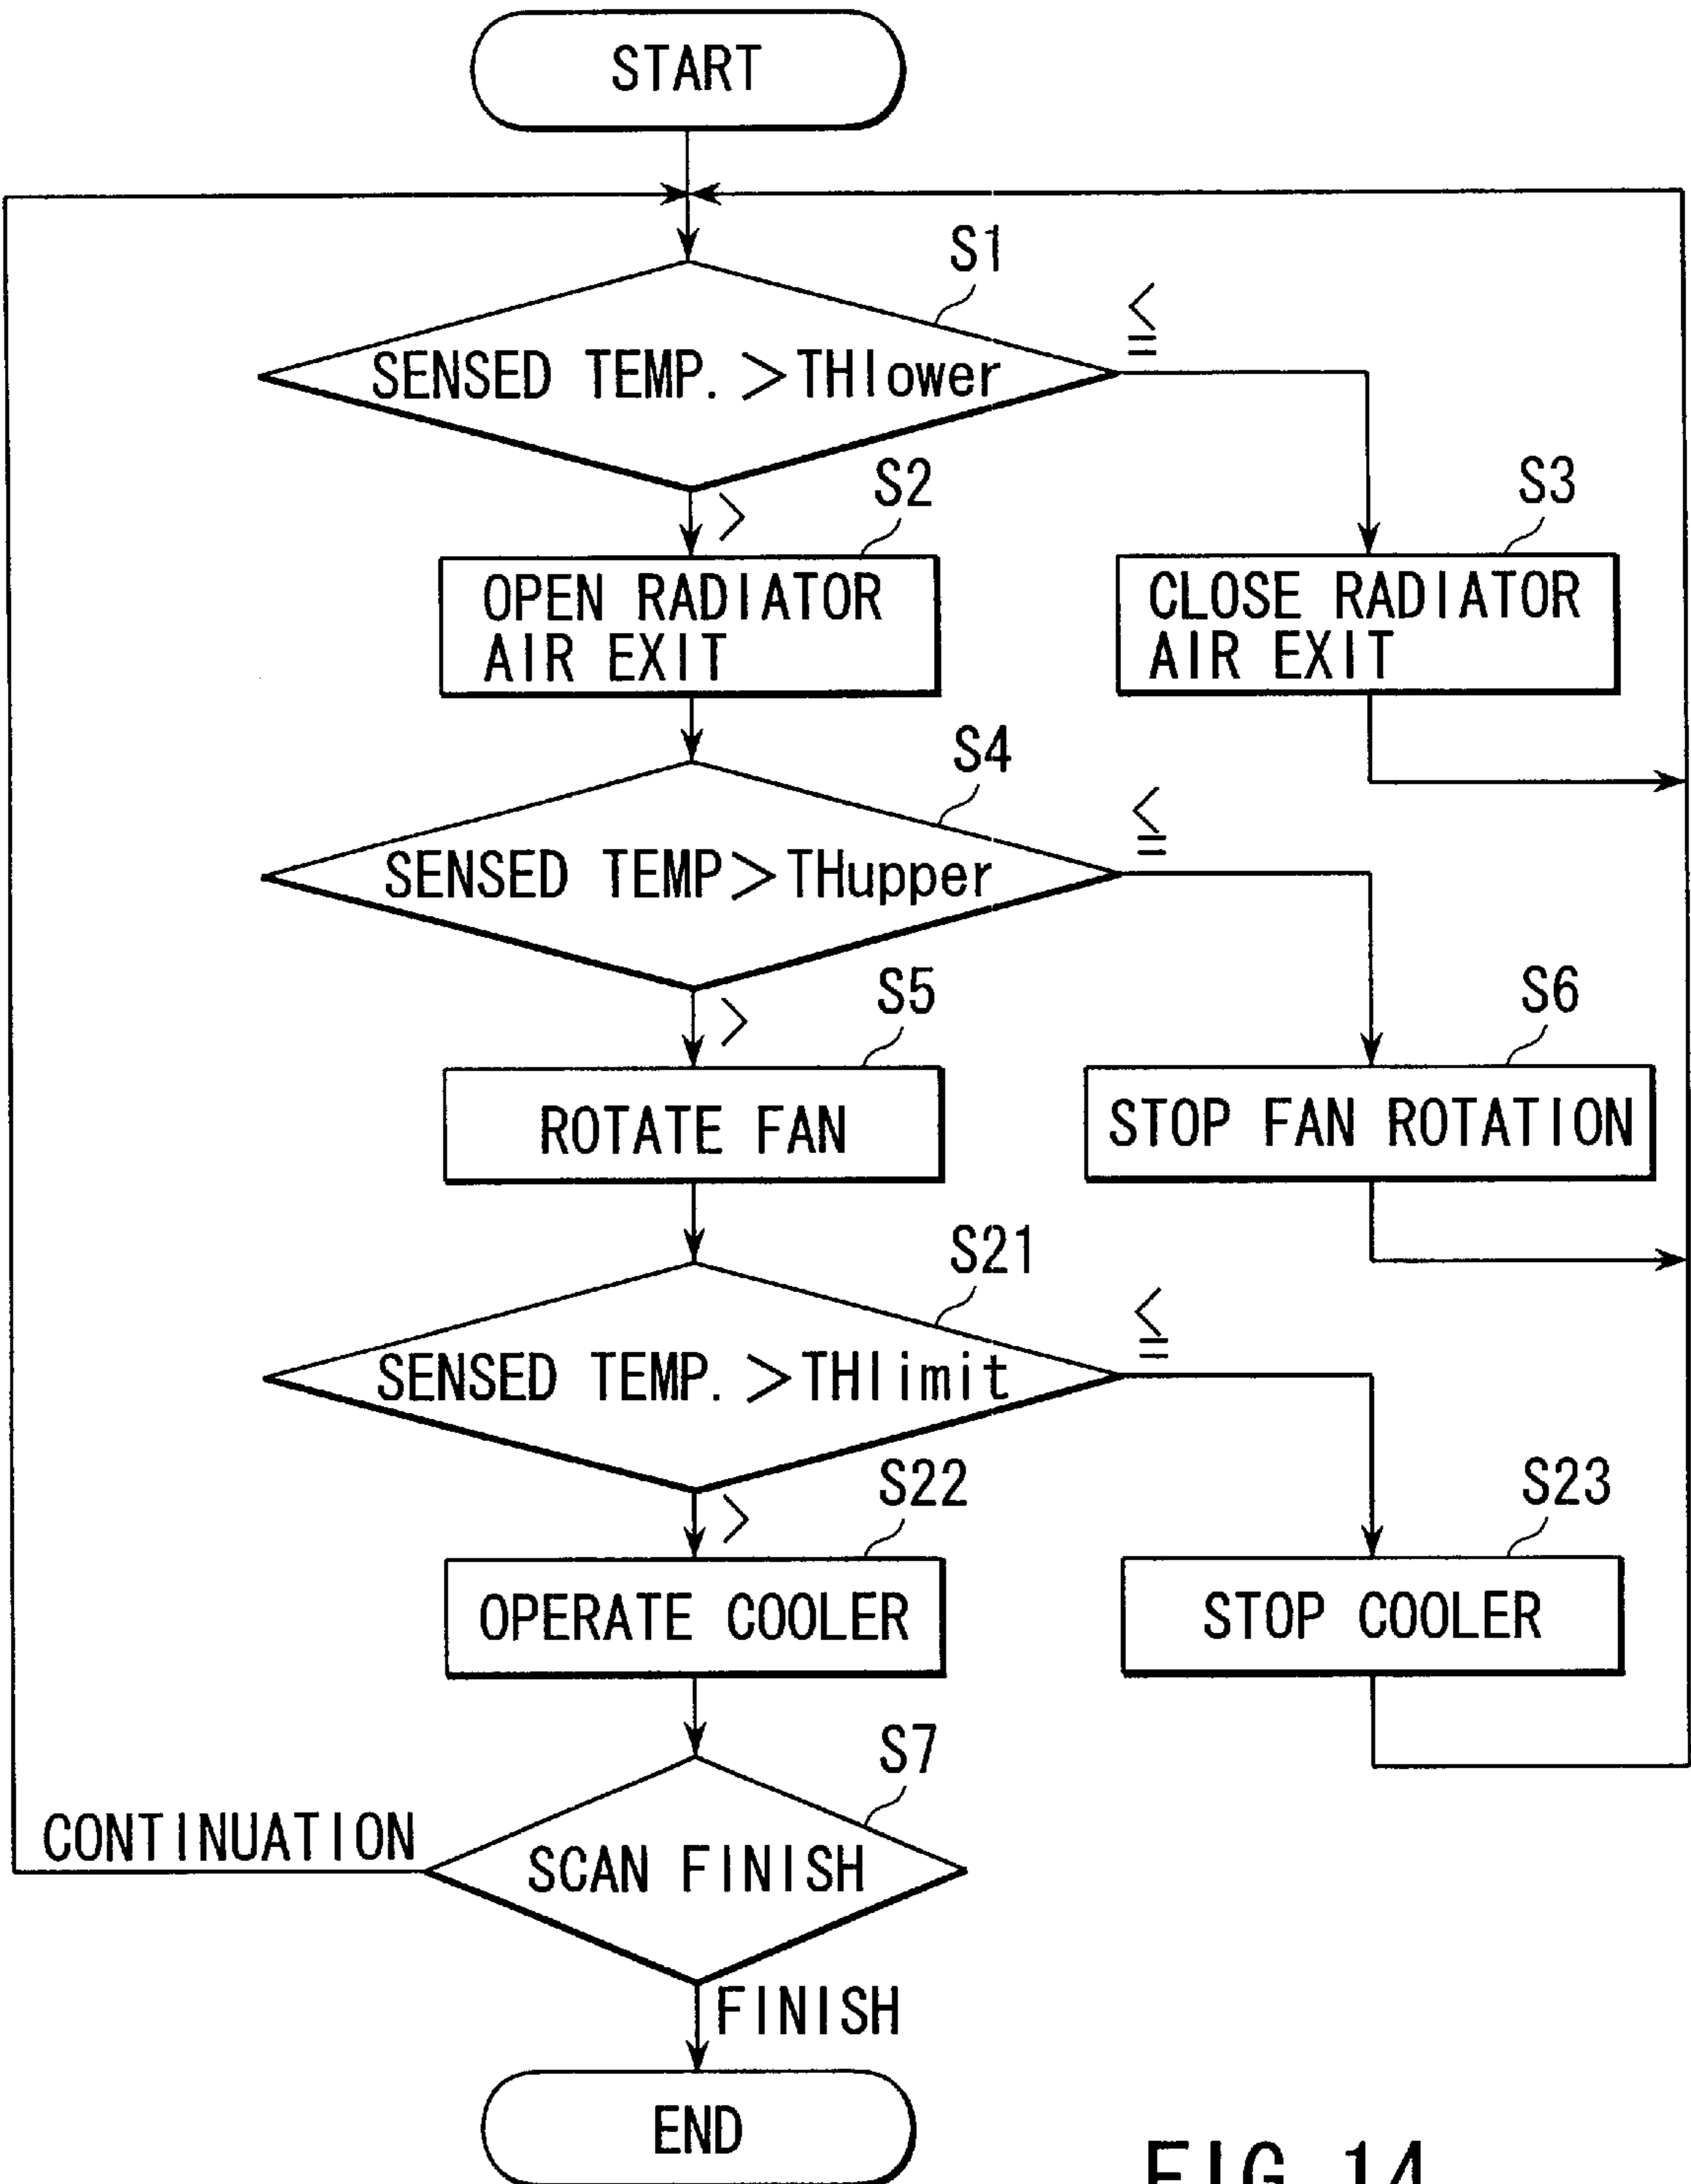 START
S1
SENSED TEMP. >THlower
≦
>
S2
S3
OPEN RADIATOR
AIR EXIT
CLOSE RADIATOR
AIR EXIT
S4
SENSED TEMP>THupper
≦
>
S5
S6
ROTATE FAN
STOP FAN ROTATION
S21
SENSED TEMP. >THlimit
≦
>
S22
S23
OPERATE COOLER
STOP COOLER
S7
CONTINUATION
SCAN FINISH
FINISH
END
FIG. 14